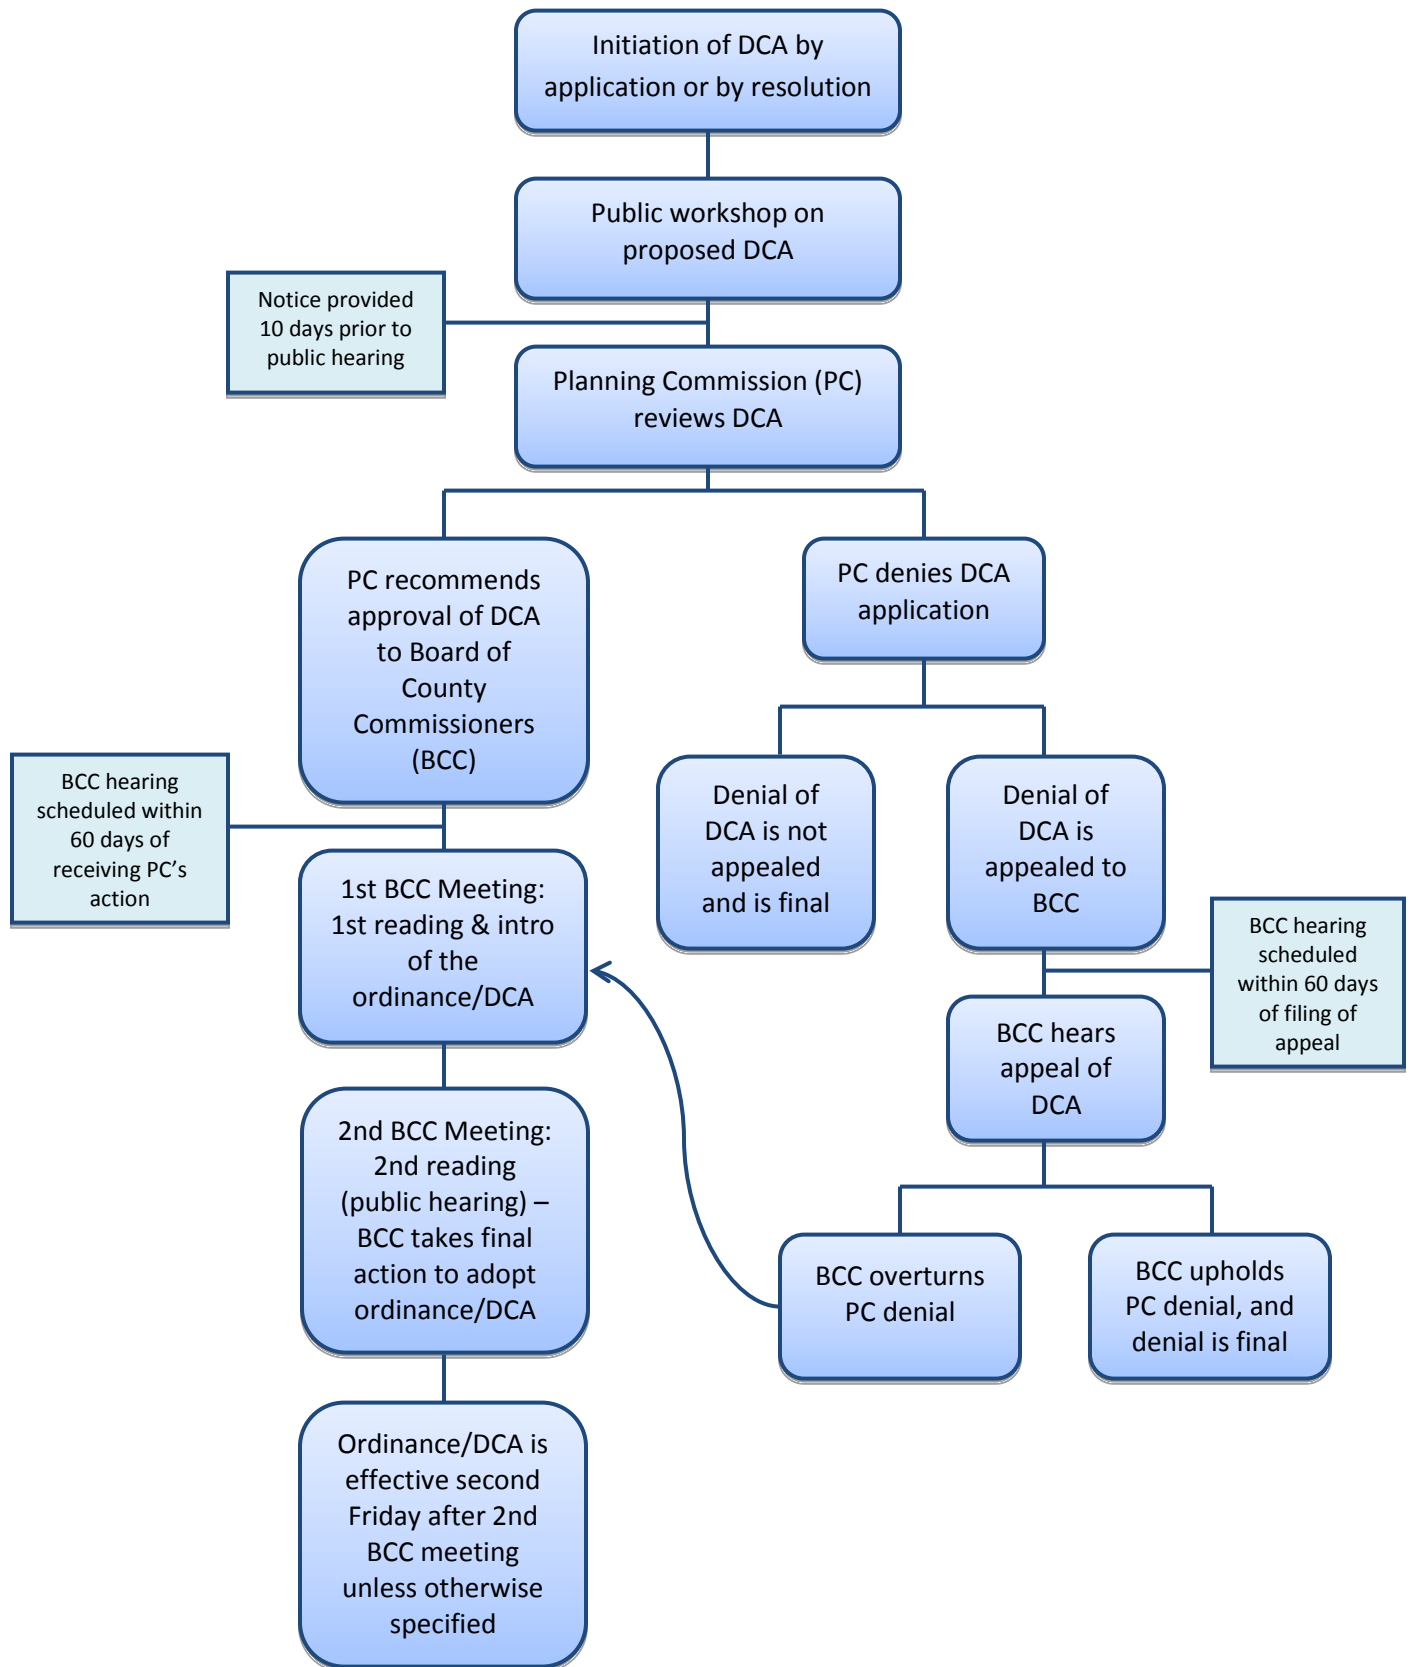 Initiation of DCA by
application or by resolution
Public workshop on
proposed DCA
Notice provided
10 days prior to
public hearing
Planning Commission (PC)
reviews DCA
PC recommends
approval of DCA
to Board of
County
Commissioners
(BCC)
PC denies DCA
application
BCC hearing
scheduled within
60 days of
receiving PC’s
action
Denial of
DCA is not
appealed
and is final
Denial of
DCA is
appealed to
BCC
1st BCC Meeting:
1st reading & intro
of the
ordinance/DCA
BCC hearing
scheduled
within 60 days
of filing of
appeal
BCC hears
appeal of
DCA
2nd BCC Meeting:
2nd reading
(public hearing) –
BCC takes final
action to adopt
ordinance/DCA
BCC overturns
PC denial
BCC upholds
PC denial, and
denial is final
Ordinance/DCA is
effective second
Friday after 2nd
BCC meeting
unless otherwise
specified